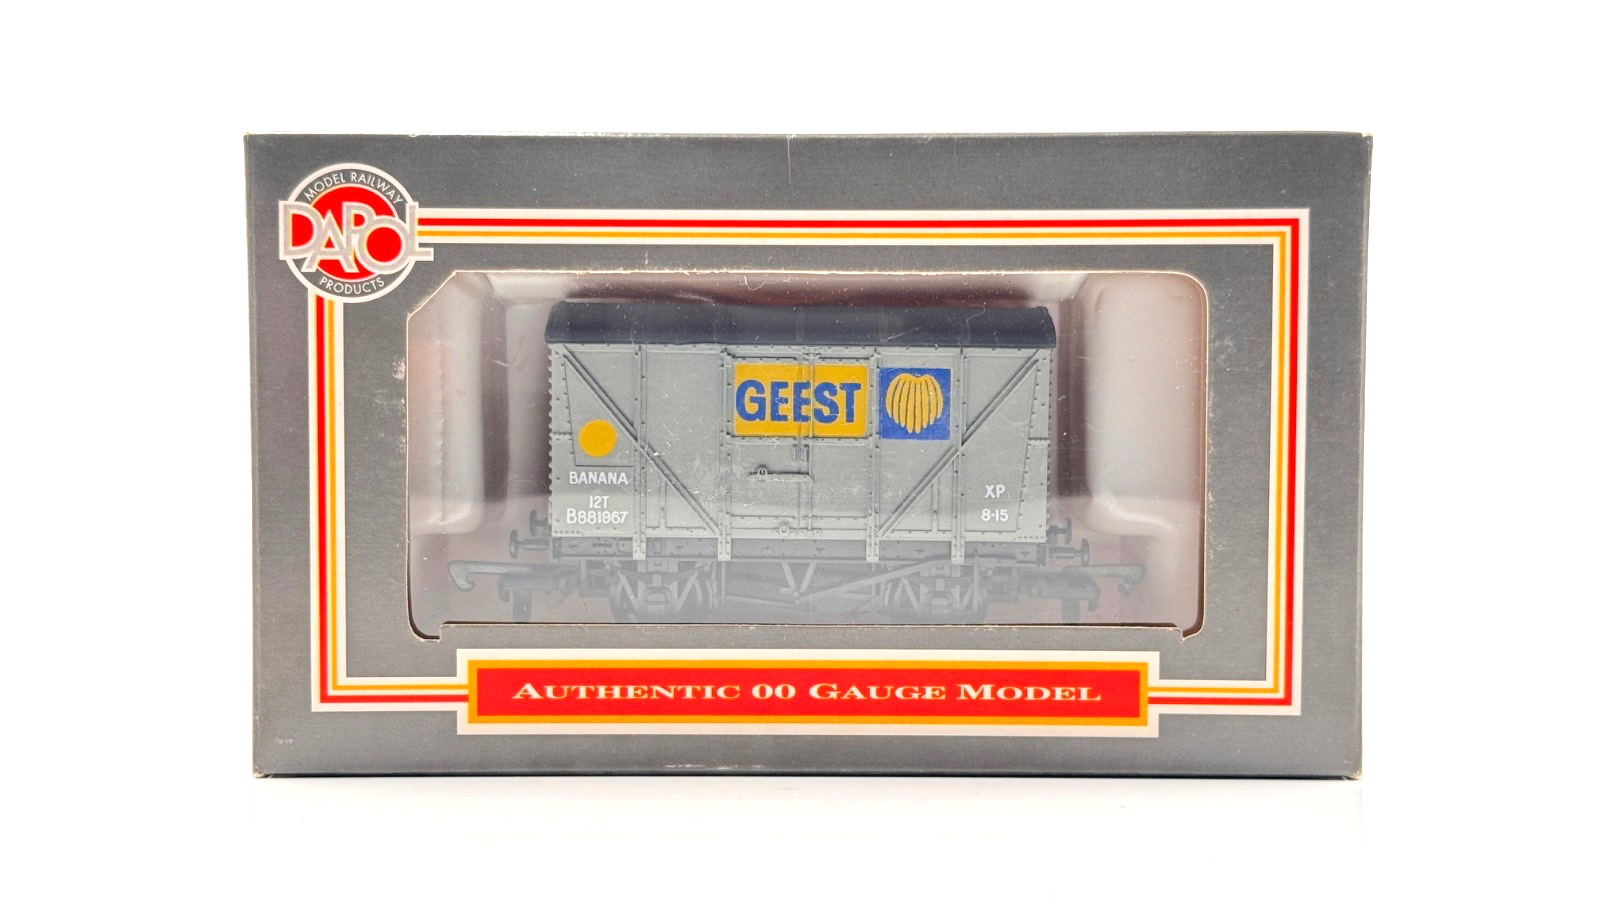 MODEL RAILWAY
DAPOL
PRODUCTS
GEEST
BANANA
12T
B881967
XP
8-15
AUTHENTIC 00 GAUGE MODEL